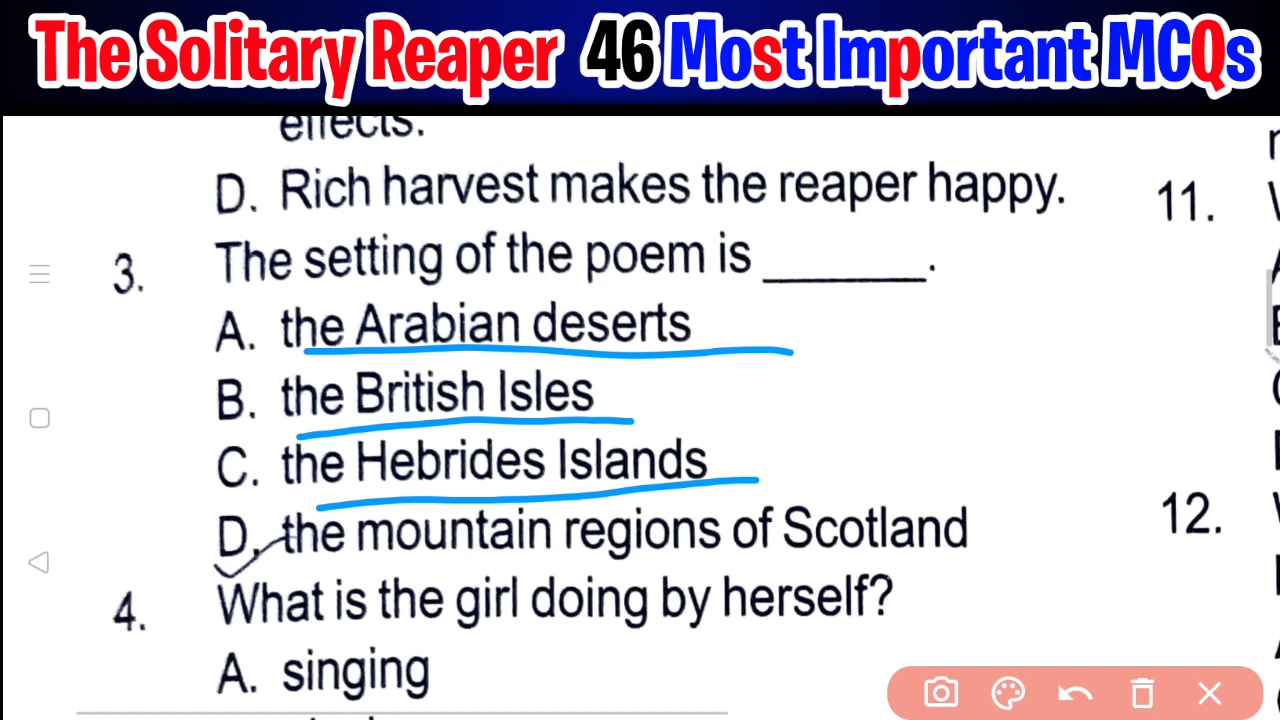 The Solitary Reaper 46 Most Important MCQs
effects.
D. Rich harvest makes the reaper happy.
3. The setting of the poem is ________.
A. the Arabian deserts
B. the British Isles
C. the Hebrides Islands
D. the mountain regions of Scotland
4. What is the girl doing by herself?
A. singing
11.
12.